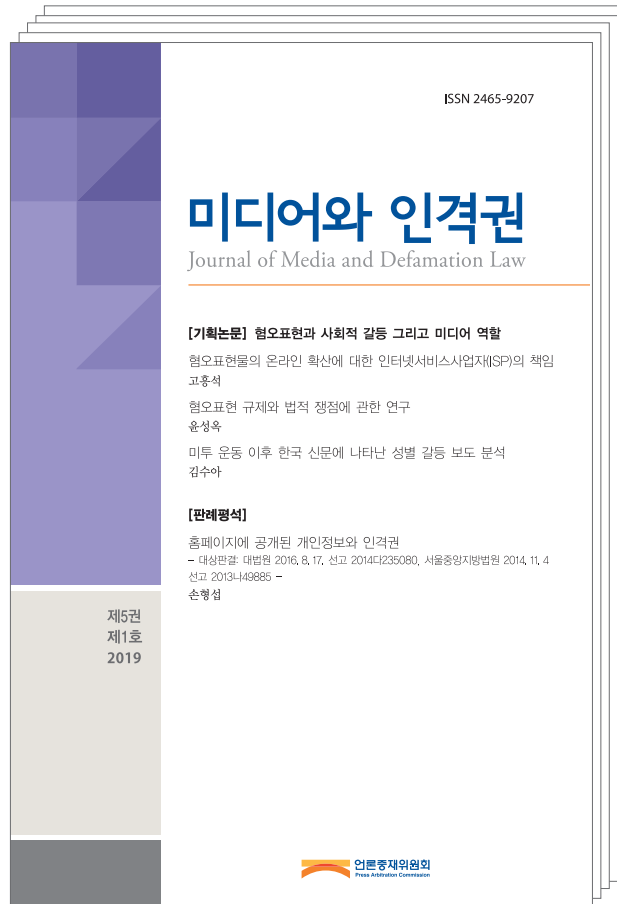 ISSN 2465-9207
미디어와 인격권
Journal of Media and Defamation Law
[기획논문] 혐오표현과 사회적 갈등 그리고 미디어 역할
혐오표현물의 온라인 확산에 대한 인터넷서비스사업자(ISP)의 책임
고흥석
혐오표현 규제와 법적 쟁점에 관한 연구
윤성옥
미투 운동 이후 한국 신문에 나타난 성별 갈등 보도 분석
김수아
[판례평석]
홈페이지에 공개된 개인정보와 인격권
- 대상판결: 대법원 2016. 8. 17. 선고 2014다235080, 서울중앙지방법원 2014. 11. 4
선고 2013나49885 -
손형섭
제5권
제1호
2019
언론중재위원회
Press Arbitration Commission